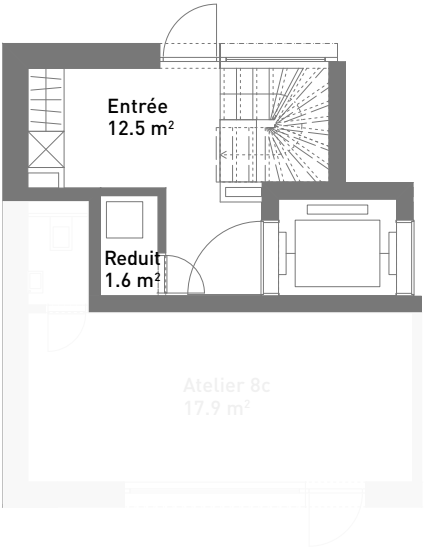 Entrée
12.5 m²
Reduit
1.6 m²
Atelier 8c
17.9 m²